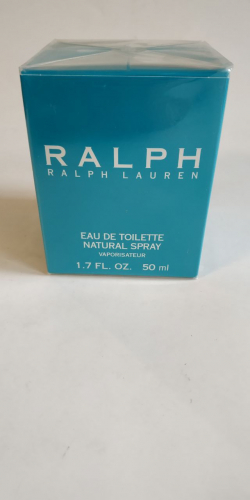 RALPH
RALPH LAUREN
EAU DE TOILETTE
NATURAL SPRAY
VAPORISATEUR
1.7 FL. OZ. 50 ml